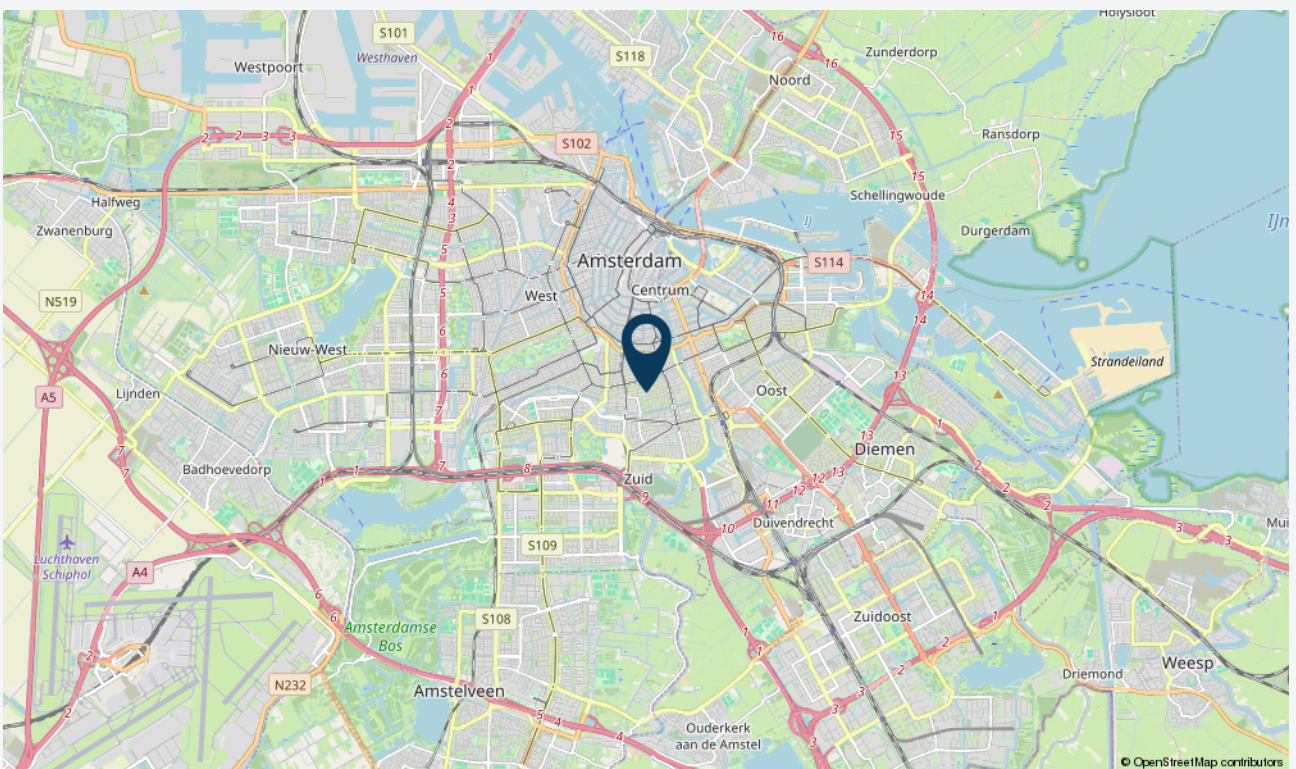 Holysloot
S101
16
Westhaven
1
S118
Zunderdorp
16
Westpoort
Noord
1
2
2
2
3
3
15
Ransdorp
S102
2
15
4
Schellingwoude
Halfweg
3
IJ
Zwanenburg
Durgerdam
5
Amsterdam
S114
Centrum
5
West
14
N519
14
6
Nieuw-West
Strandeiland
6
13
A5
Lijnden
Oost
7
1
13
7
7
Diemen
Badhoevedorp
1
1
7
8
Zuid
12
13
2
9
12
2
11
2
10
Duivendrecht
3
Mui
3
S109
Luchthaven
Schiphol
A4
6
6
S108
Zuidoost
1
Amsterdamse
Bos
1
2
1
2
2
Weesp
N232
Driemond
Amstelveen
3
2
5
4
3
Ouderkerk
aan de Amstel
3
© OpenStreetMap contributors